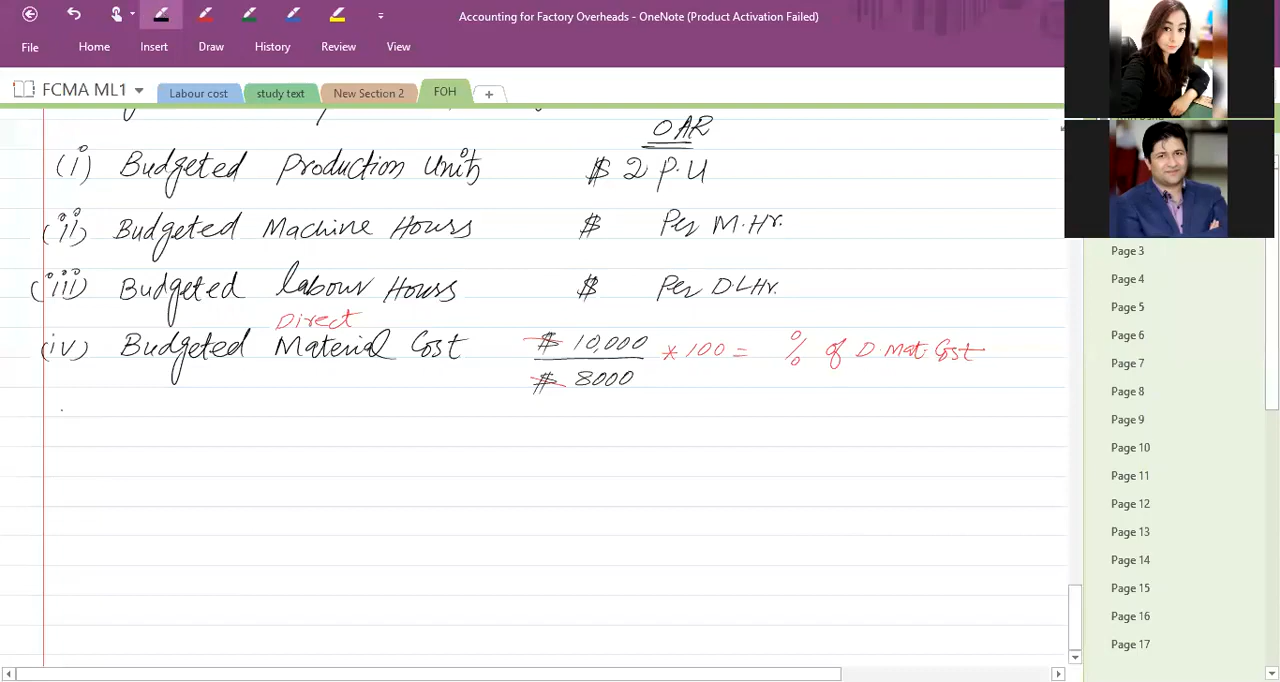 Accounting for Factory Overheads - OneNote (Product Activation Failed)
File Home Insert Draw History Review View
FCMA ML1 Labour cost study text New Section 2 FOH
OAR
(i) Budgeted Production Units $ 2 P.U
(ii) Budgeted Machine Hours $ Per M.Hr.
(iii) Budgeted labour Hours $ Per D.L Hr.
Direct
(iv) Budgeted Material Cost $ 10,000 * 100 = % of D.Mat.Cost
$ 8000
Page 3
Page 4
Page 5
Page 6
Page 7
Page 8
Page 9
Page 10
Page 11
Page 12
Page 13
Page 14
Page 15
Page 16
Page 17